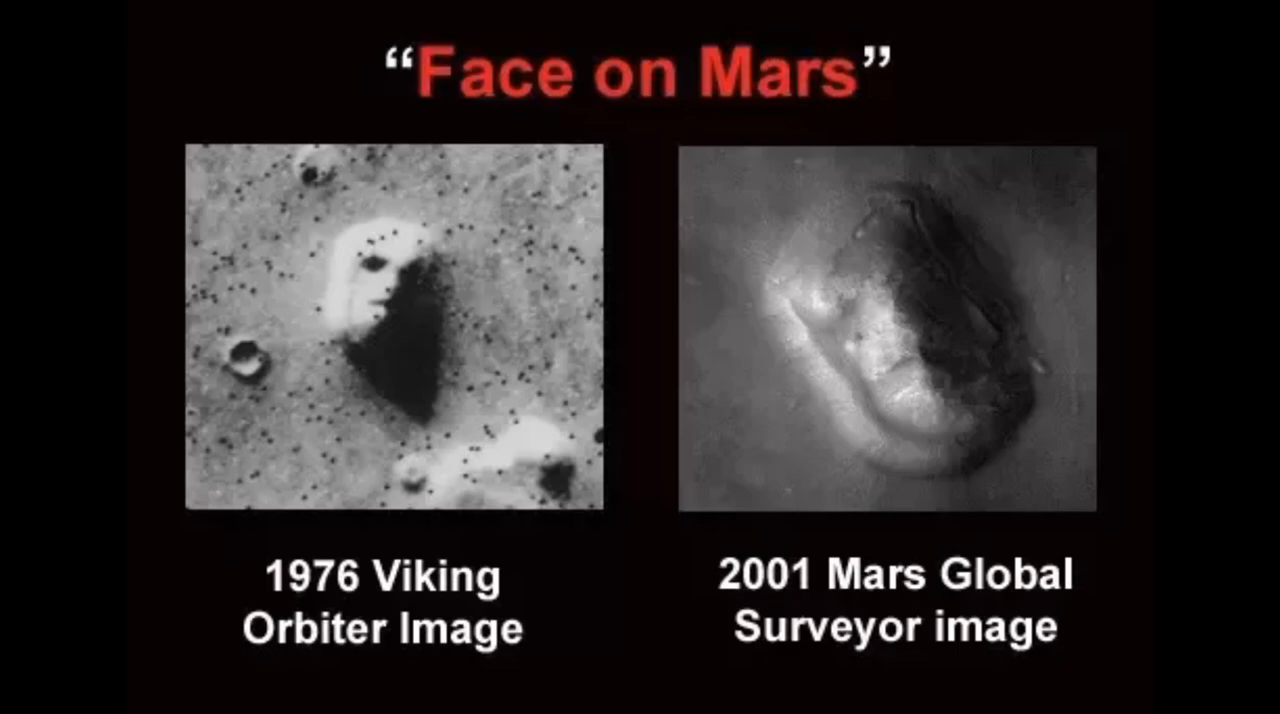 “Face on Mars”
1976 Viking
Orbiter Image
2001 Mars Global
Surveyor image